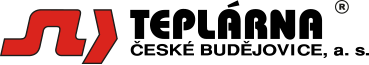 TEPLÁRNA ®
ČESKÉ BUDĚJOVICE, a. s.